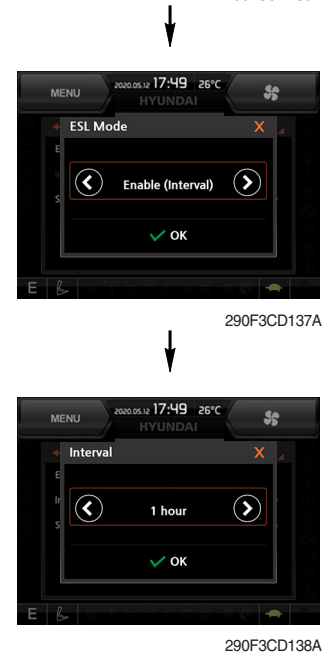 MENU
2020.05.12 17:49 26°C
HYUNDAI
ESL Mode X
E
S
Enable (Interval)
OK
E
290F3CD137A
MENU
2020.05.12 17:49 26°C
HYUNDAI
Interval X
E
In
S
1 hour
OK
E
290F3CD138A